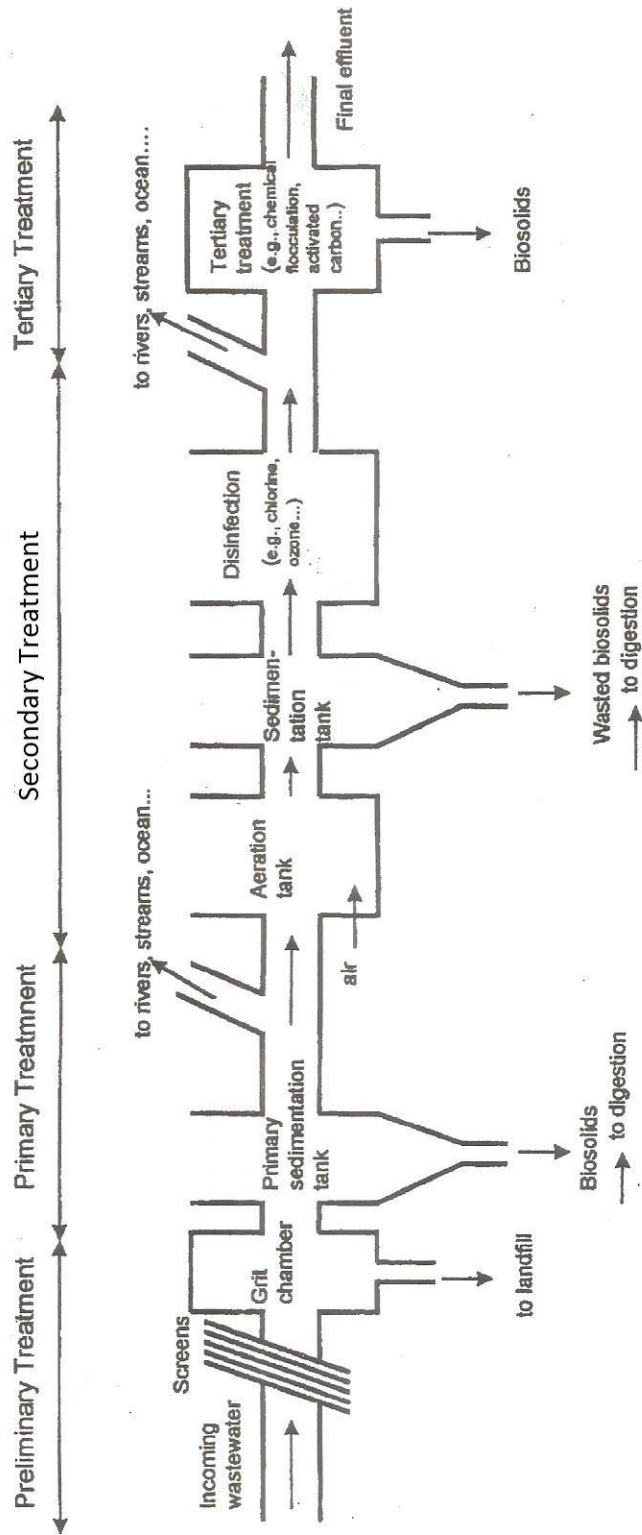 Preliminary Treatment
Primary Treatmnent
Secondary Treatment
Tertiary Treatment
to rivers, streams, ocean...
to rivers, streams, ocean....
Incoming
wastewater
Screens
Grit
chamber
to landfill
Primary
sedimentation
tank
Biosolids
to digestion
air
Aeration
tank
Sedimen-
tation
tank
Wasted biosolids
to digestion
Disinfection
(e.g., chlorine,
ozone...)
Tertiary
treatment
(e.g., chemical
flocculation,
activated
carbon..)
Biosolids
Final effluent